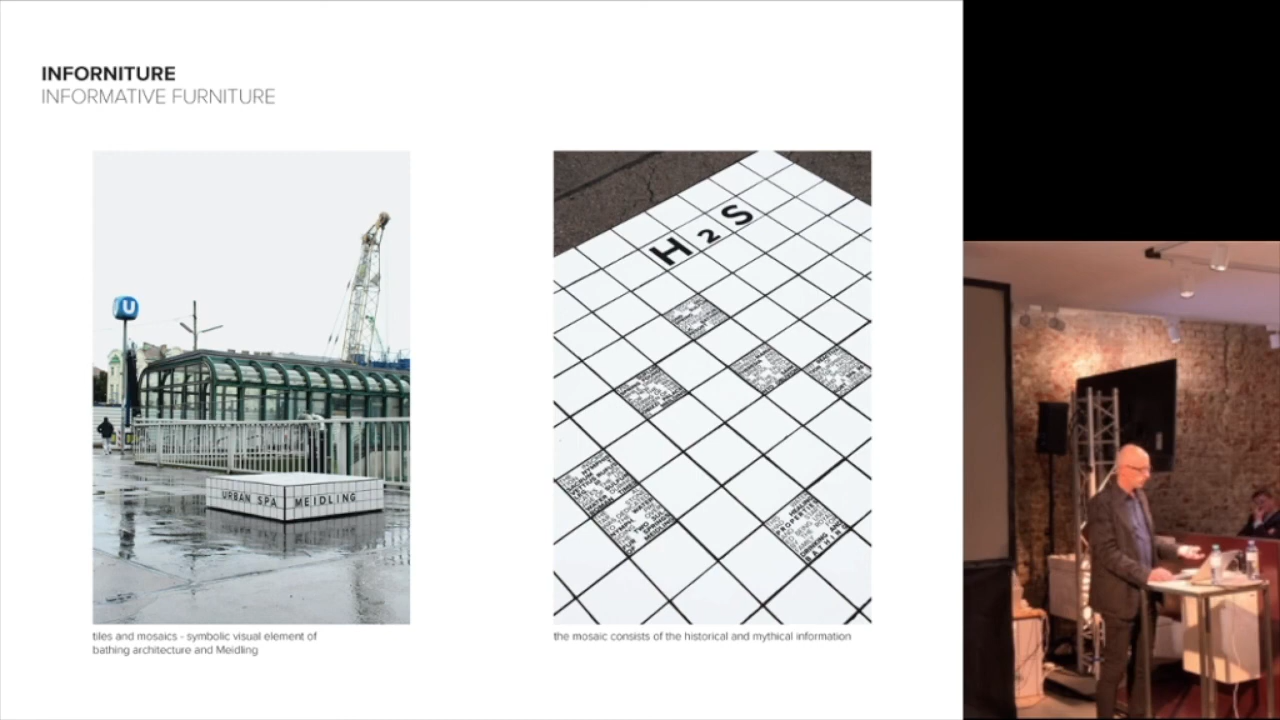 INFORNITURE
INFORMATIVE FURNITURE
U
URBAN SPA MEIDLING
tiles and mosaics - symbolic visual element of
bathing architecture and Meidling
H2S
the mosaic consists of the historical and mythical information